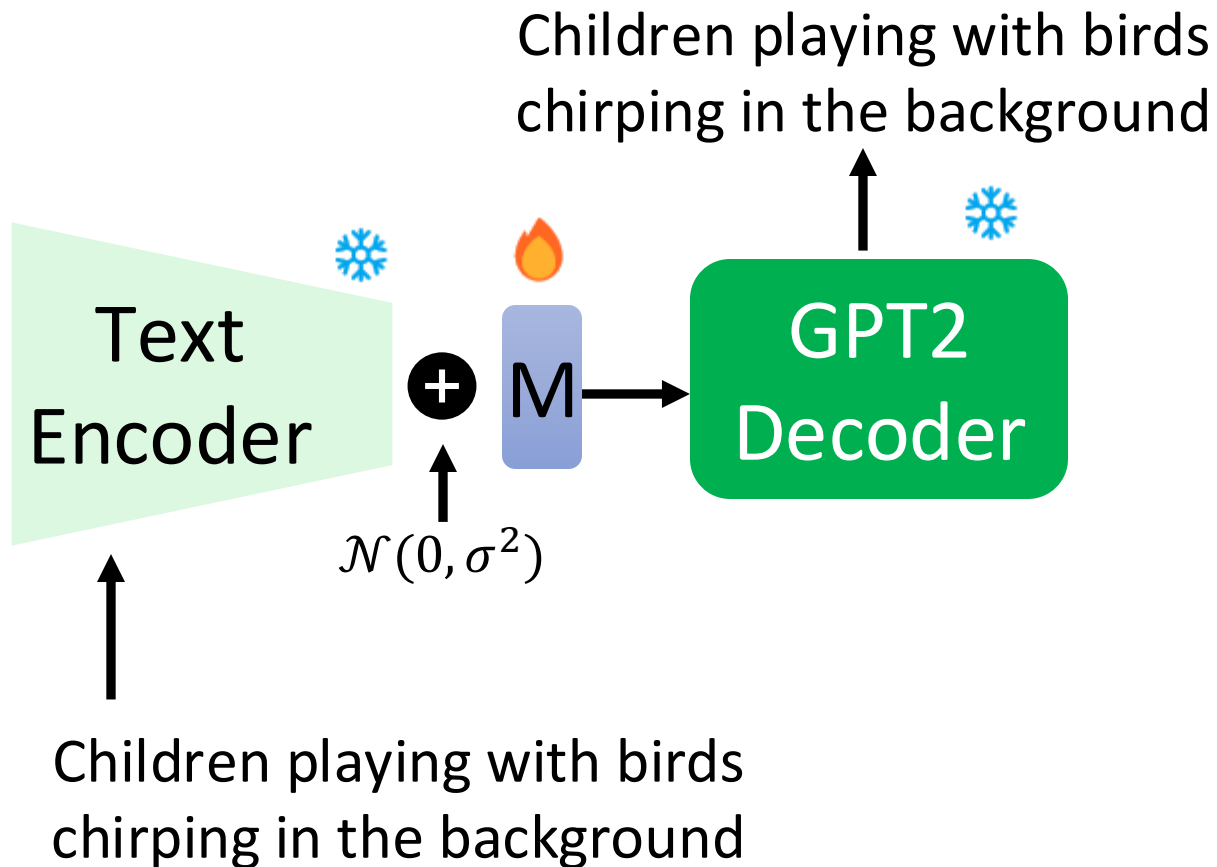 Children playing with birds
chirping in the background
Text
Encoder
+
M
GPT2
Decoder
𝒩(0, σ²)
Children playing with birds
chirping in the background